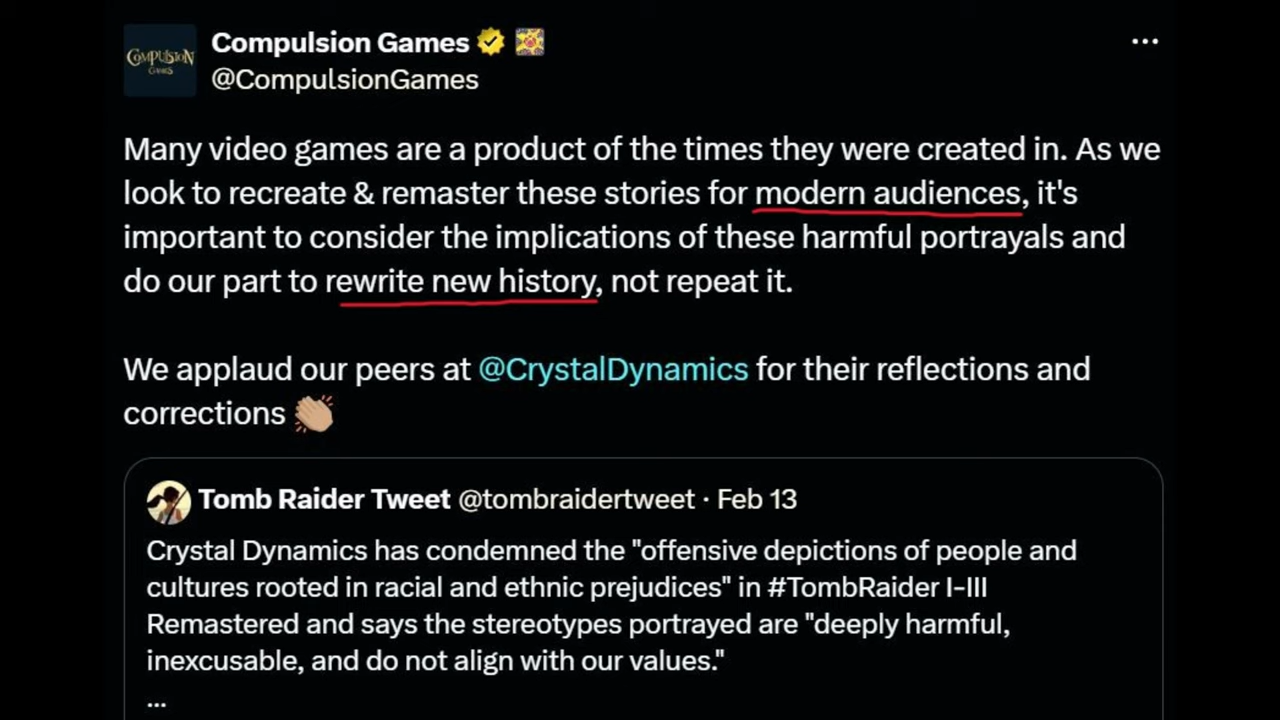 COMPULSION
GAMES
Compulsion Games
@CompulsionGames
Many video games are a product of the times they were created in. As we
look to recreate & remaster these stories for modern audiences, it's
important to consider the implications of these harmful portrayals and
do our part to rewrite new history, not repeat it.
We applaud our peers at @CrystalDynamics for their reflections and
corrections 👏🏼
Tomb Raider Tweet @tombraidertweet · Feb 13
Crystal Dynamics has condemned the "offensive depictions of people and
cultures rooted in racial and ethnic prejudices" in #TombRaider I-III
Remastered and says the stereotypes portrayed are "deeply harmful,
inexcusable, and do not align with our values."
...